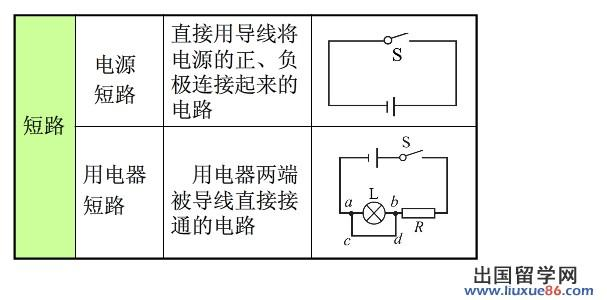 短路
电源
短路
直接用导线将
电源的正、负
极连接起来的
电路
S
用电器
短路
用电器两端
被导线直接接
通的电路
S
a
L
b
R
c
d
出国留学网
www.liuxue86.com